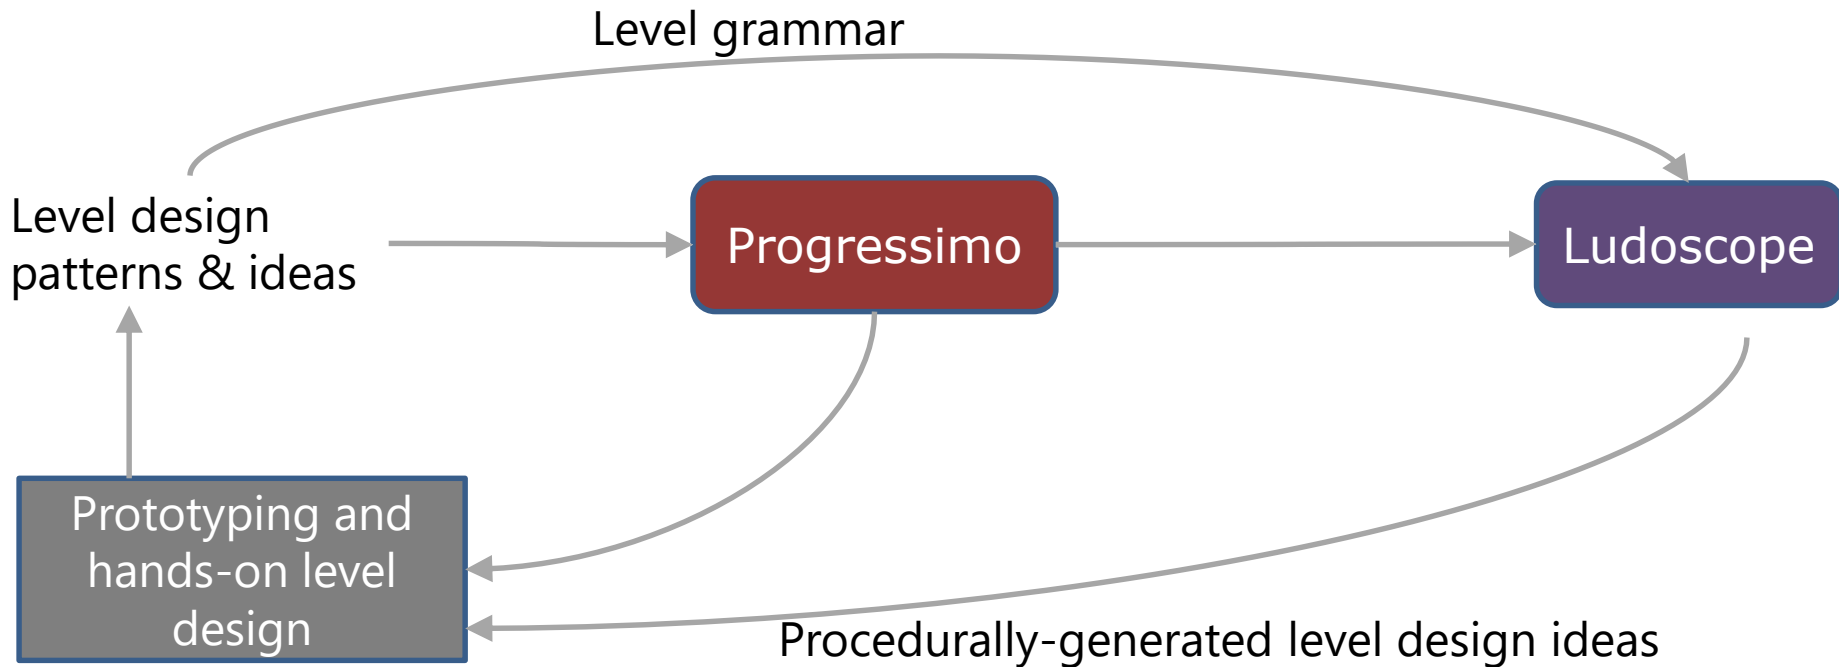 Level grammar
Level design
patterns & ideas
Progressimo
Ludoscope
Prototyping and
hands-on level
design
Procedurally-generated level design ideas